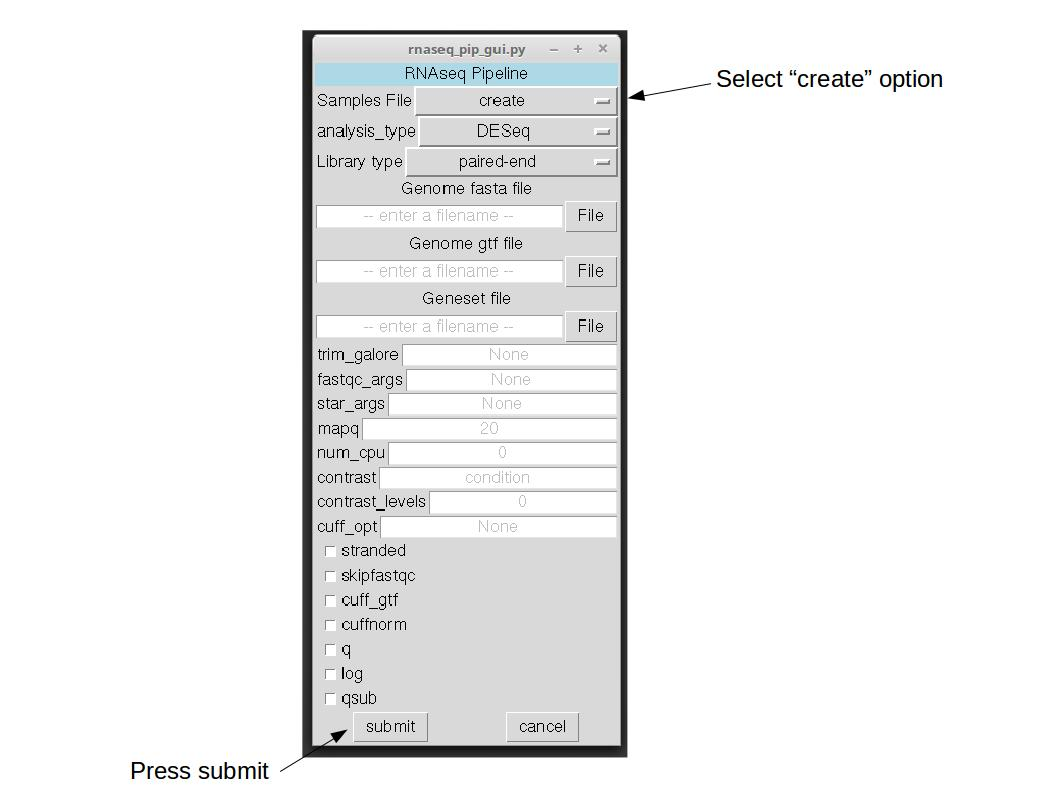 rnaseq_pip_gui.py
RNAseq Pipeline
Samples File create
Select “create” option
analysis_type DESeq
Library type paired-end
Genome fasta file
-- enter a filename -- File
Genome gtf file
-- enter a filename -- File
Geneset file
-- enter a filename -- File
trim_galore None
fastqc_args None
star_args None
mapq 20
num_cpu 0
contrast condition
contrast_levels 0
cuff_opt None
stranded
skipfastqc
cuff_gtf
cuffnorm
q
log
qsub
submit cancel
Press submit